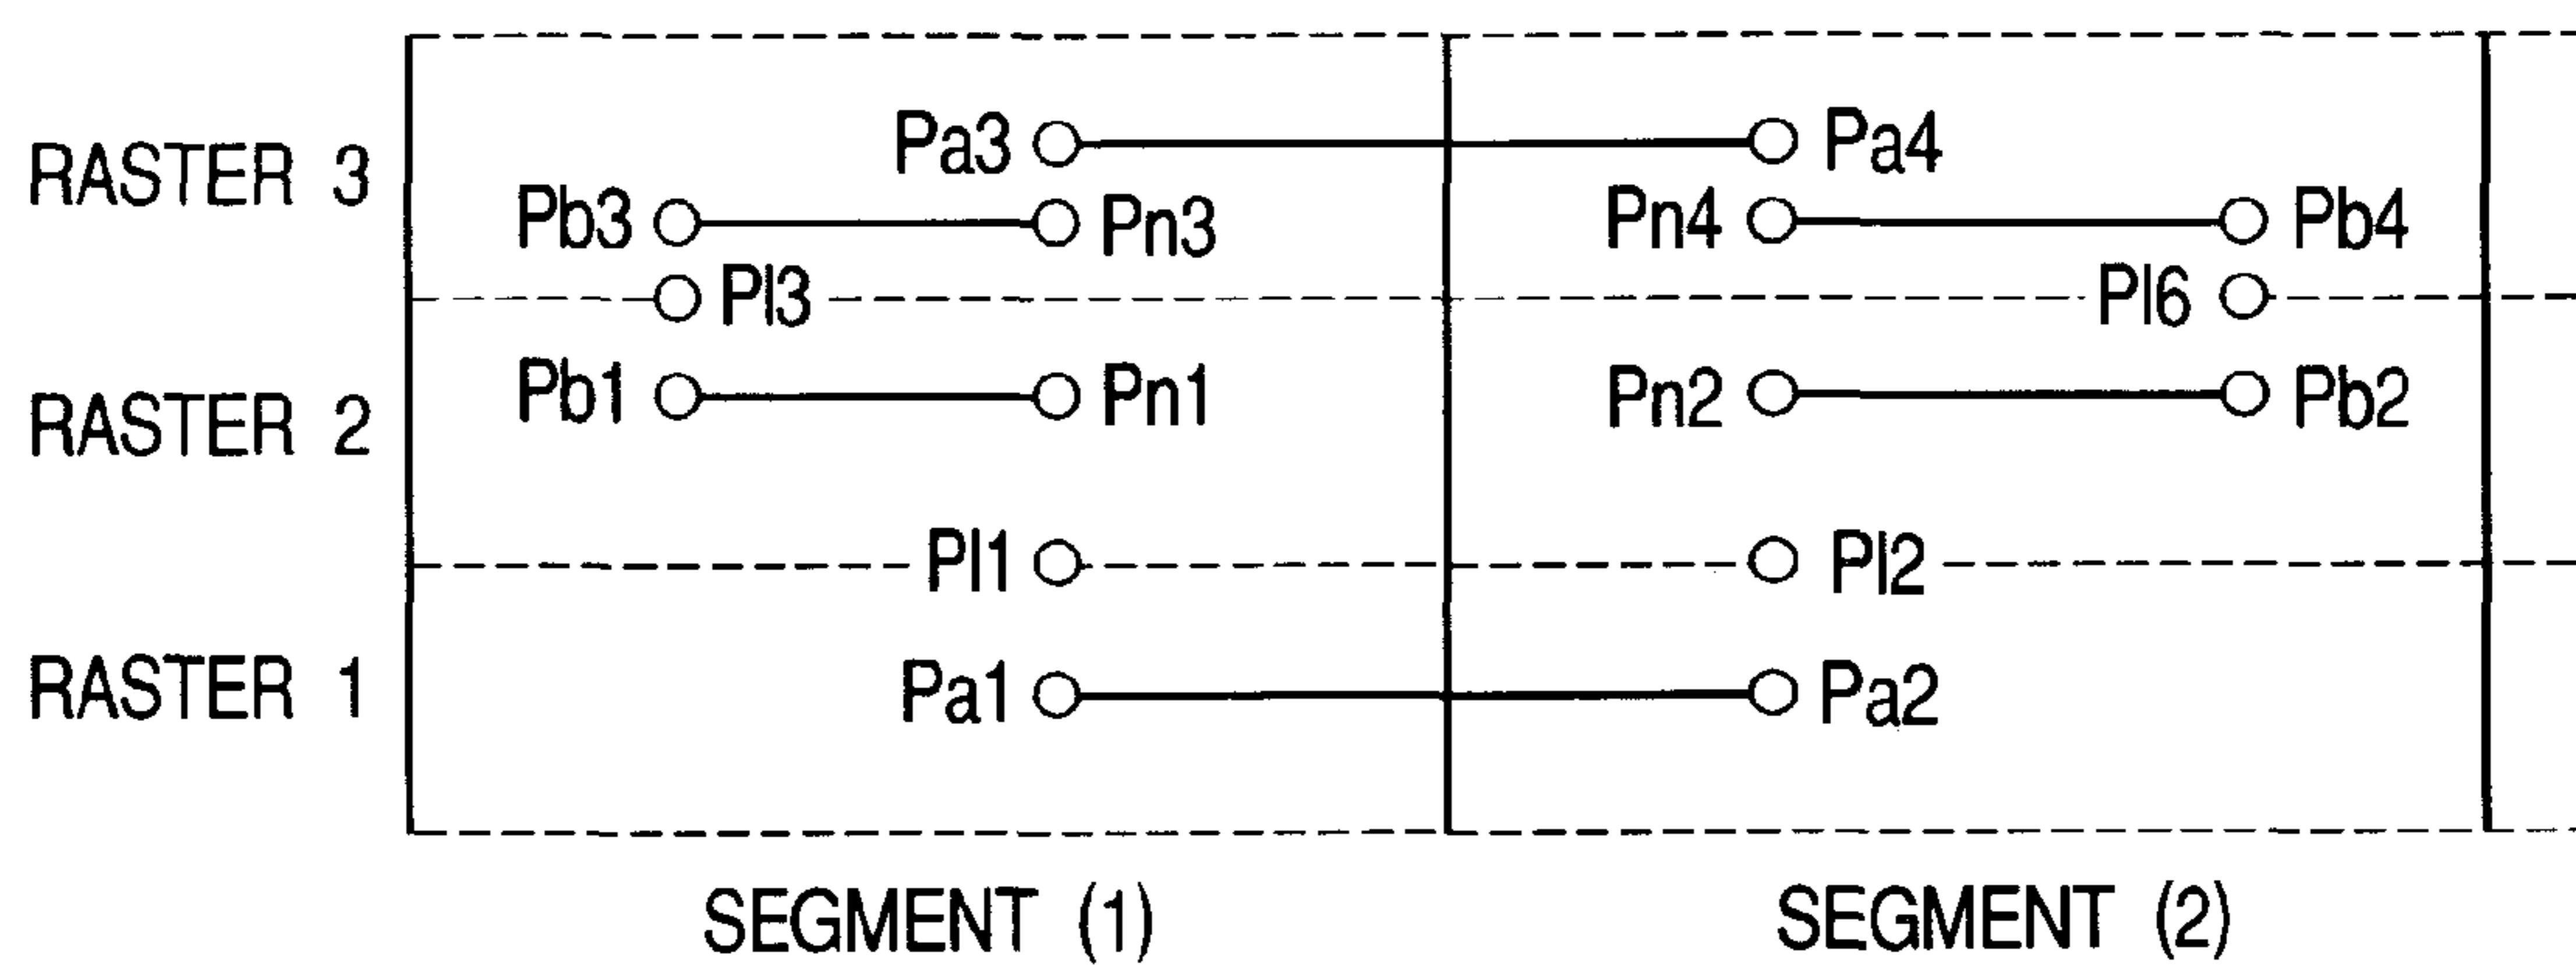 Pa3 Pa4
RASTER 3
Pb3 Pn3 Pn4 Pb4
Pl3 Pl6
Pb1 Pn1 Pn2 Pb2
RASTER 2
Pl1 Pl2
RASTER 1 Pa1 Pa2
SEGMENT (1) SEGMENT (2)